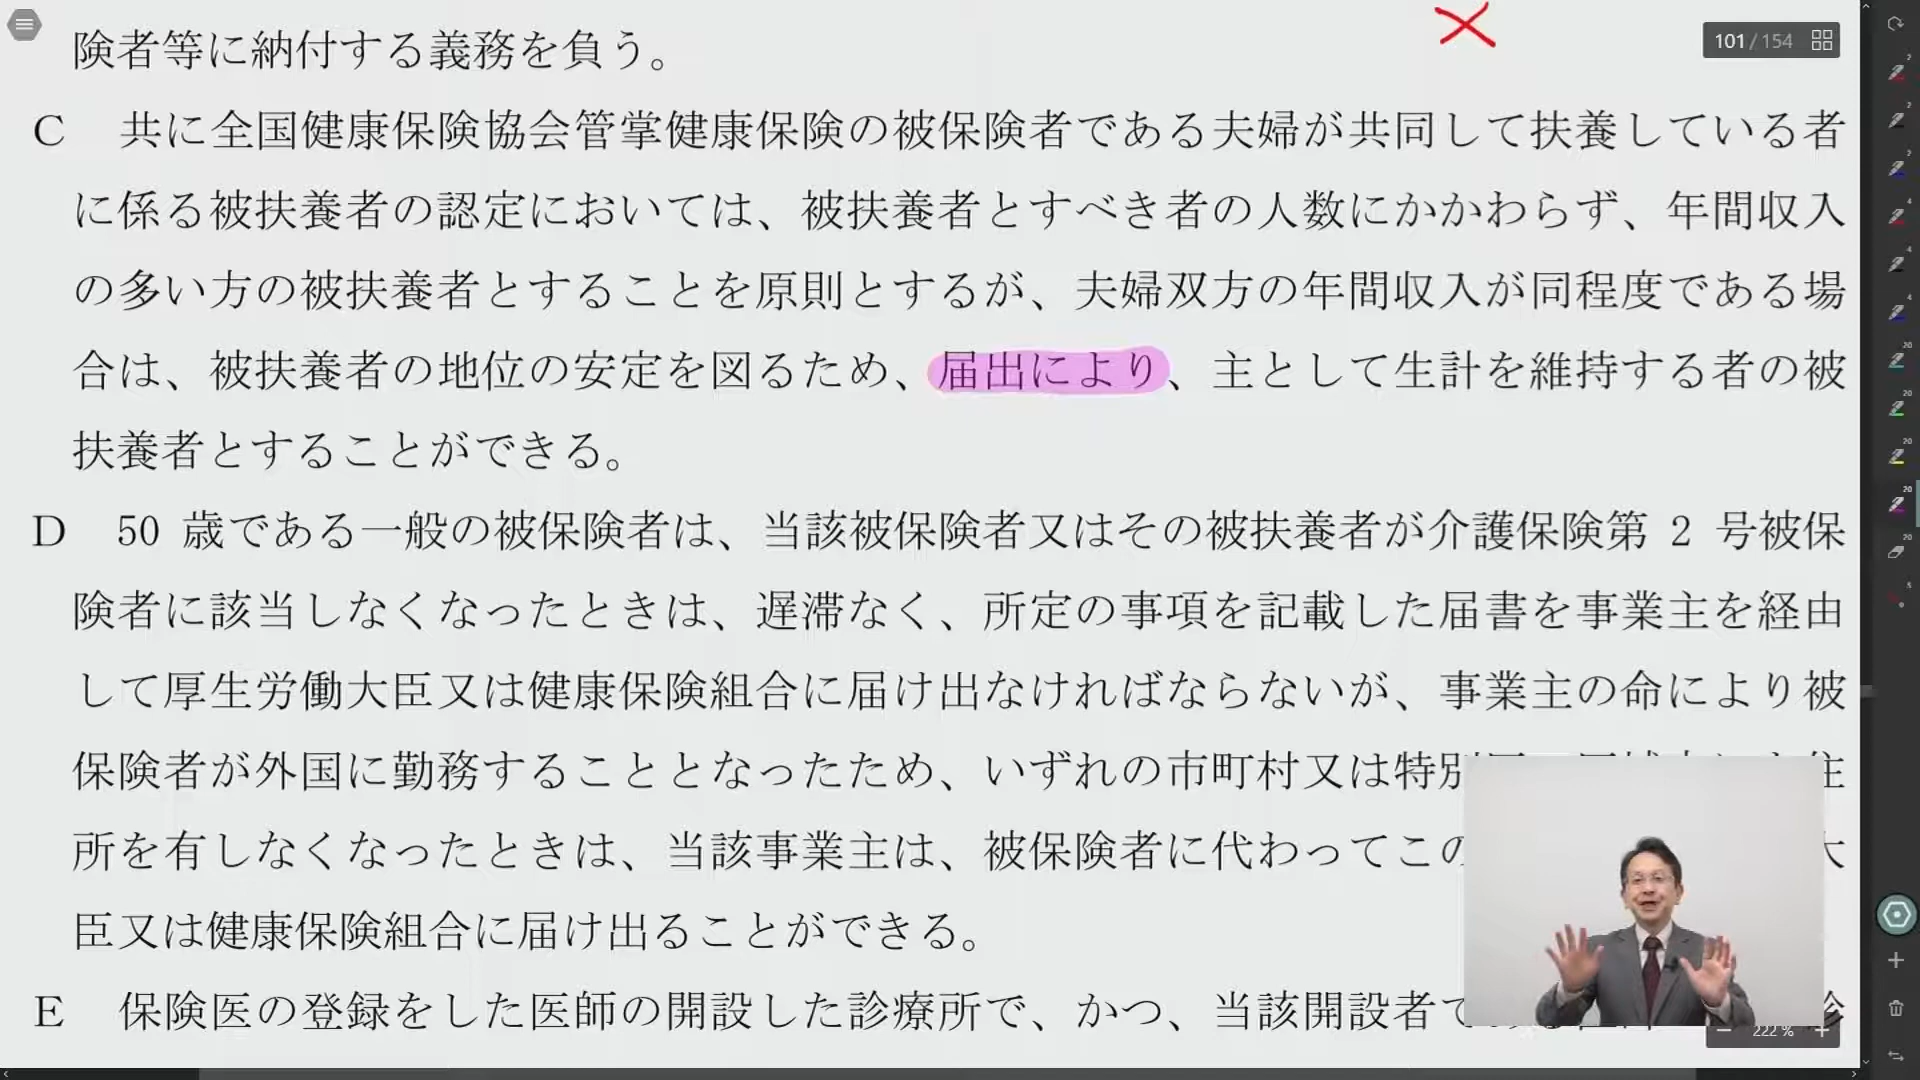 険者等に納付する義務を負う。
101 / 154
C 共に全国健康保険協会管掌健康保険の被保険者である夫婦が共同して扶養している者
に係る被扶養者の認定においては、被扶養者とすべき者の人数にかかわらず、年間収入
の多い方の被扶養者とすることを原則とするが、夫婦双方の年間収入が同程度である場
合は、被扶養者の地位の安定を図るため、届出により、主として生計を維持する者の被
扶養者とすることができる。
D 50 歳である一般の被保険者は、当該被保険者又はその被扶養者が介護保険第 2 号被保
険者に該当しなくなったときは、遅滞なく、所定の事項を記載した届書を事業主を経由
して厚生労働大臣又は健康保険組合に届け出なければならないが、事業主の命により被
保険者が外国に勤務することとなったため、いずれの市町村又は特別 住
所を有しなくなったときは、当該事業主は、被保険者に代わってこの 大
臣又は健康保険組合に届け出ることができる。
E 保険医の登録をした医師の開設した診療所で、かつ、当該開設者で 診
222 %